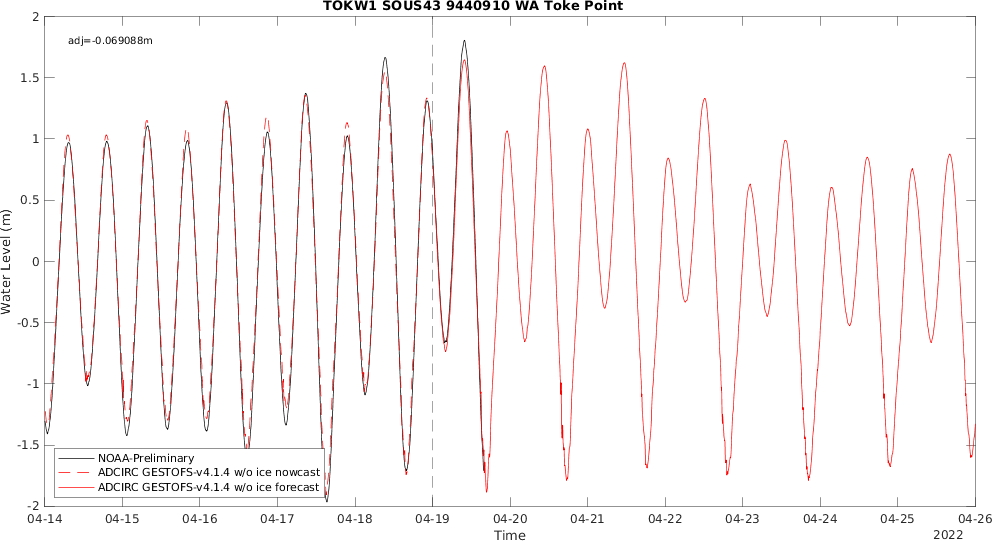 TOKW1 SOUS43 9440910 WA Toke Point
adj=-0.069088m
2
1.5
1
0.5
0
-0.5
-1
-1.5
-2
Water Level (m)
NOAA-Preliminary
ADCIRC GESTOFS-v4.1.4 w/o ice nowcast
ADCIRC GESTOFS-v4.1.4 w/o ice forecast
04-14 04-15 04-16 04-17 04-18 04-19 04-20 04-21 04-22 04-23 04-24 04-25 04-26
Time
2022